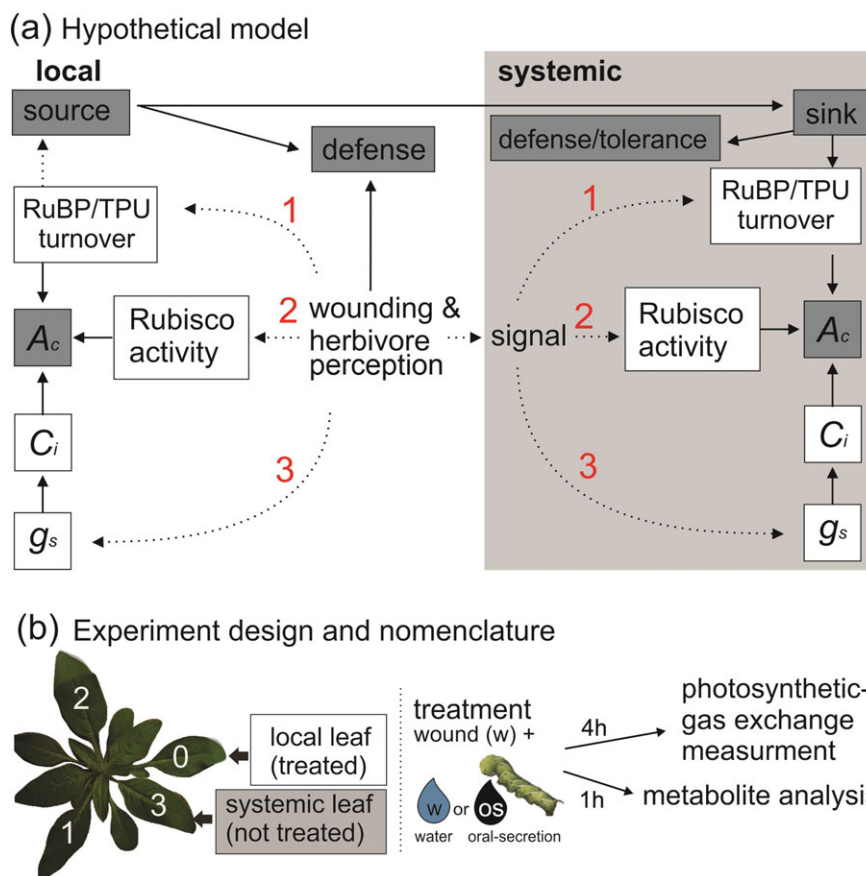 (a) Hypothetical model
local
systemic
source
sink
defense
defense/tolerance
RuBP/TPU
turnover
1
1
RuBP/TPU
turnover
Ac
Rubisco
activity
2
wounding &
herbivore
perception
signal
2
Rubisco
activity
Ac
Ci
3
3
Ci
gs
gs
(b) Experiment design and nomenclature
2
0
3
1
local leaf
(treated)
systemic leaf
(not treated)
treatment
wound (w) +
w or os
water oral-secretion
4h
1h
photosynthetic-
gas exchange
measurment
metabolite analysi